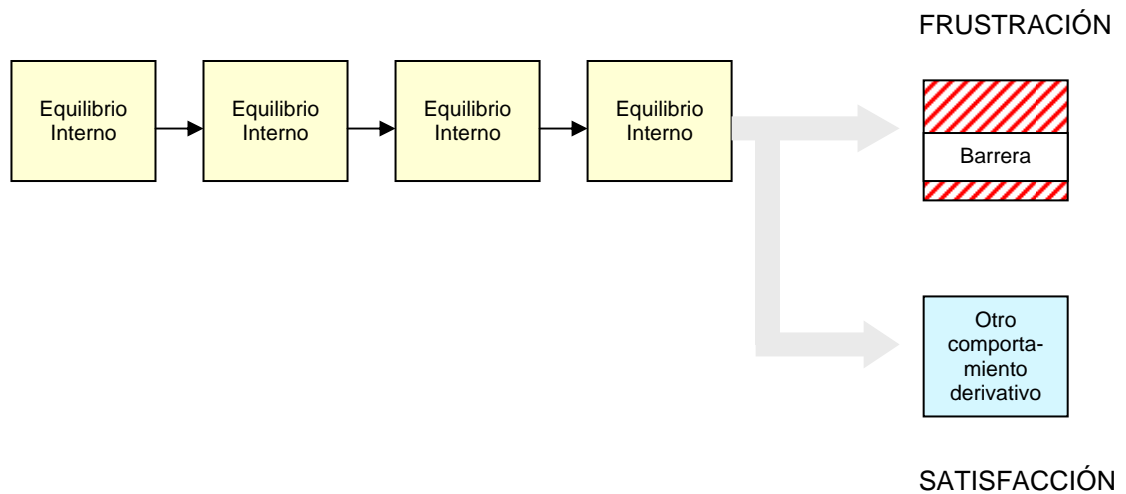 FRUSTRACIÓN
Equilibrio
Interno
Equilibrio
Interno
Equilibrio
Interno
Equilibrio
Interno
Barrera
Otro
comporta-
miento
derivativo
SATISFACCIÓN